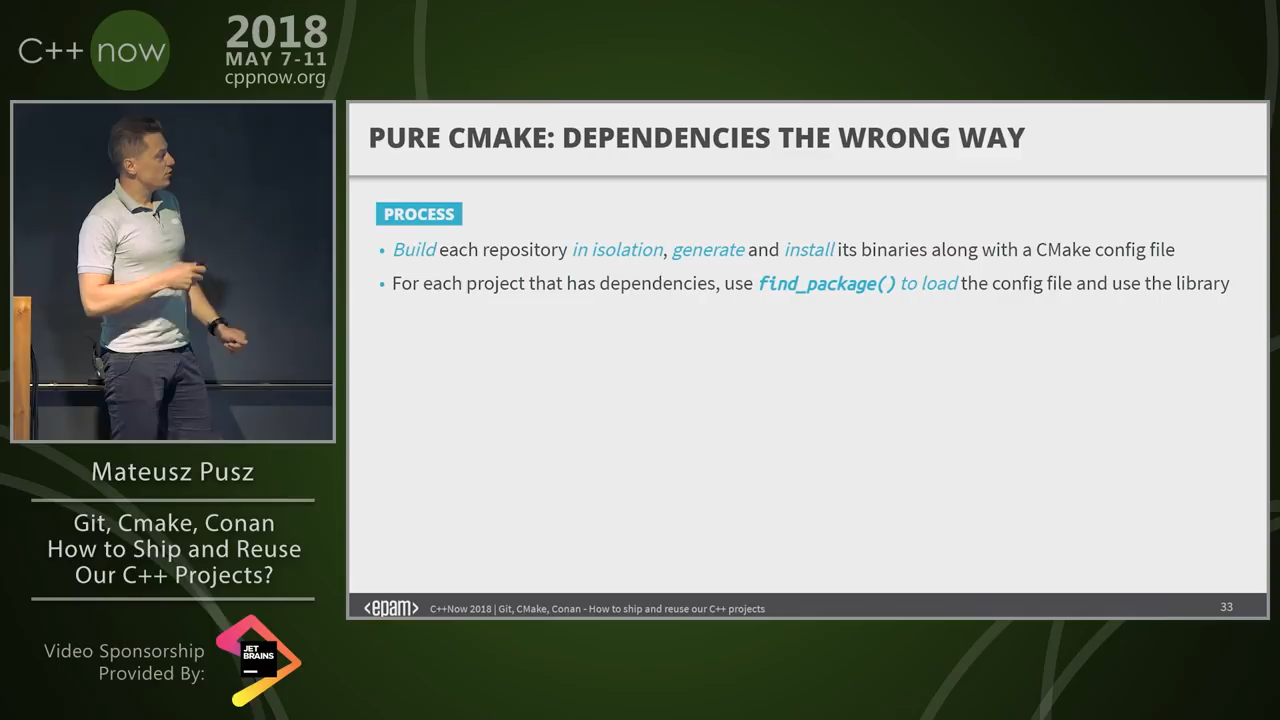 C++ now
2018
MAY 7-11
cppnow.org
PURE CMAKE: DEPENDENCIES THE WRONG WAY
PROCESS
• Build each repository in isolation, generate and install its binaries along with a CMake config file
• For each project that has dependencies, use find_package() to load the config file and use the library
Mateusz Pusz
Git, Cmake, Conan
How to Ship and Reuse
Our C++ Projects?
Video Sponsorship
Provided By:
JET
BRAINS
<epam> C++Now 2018 | Git, CMake, Conan - How to ship and reuse our C++ projects 33